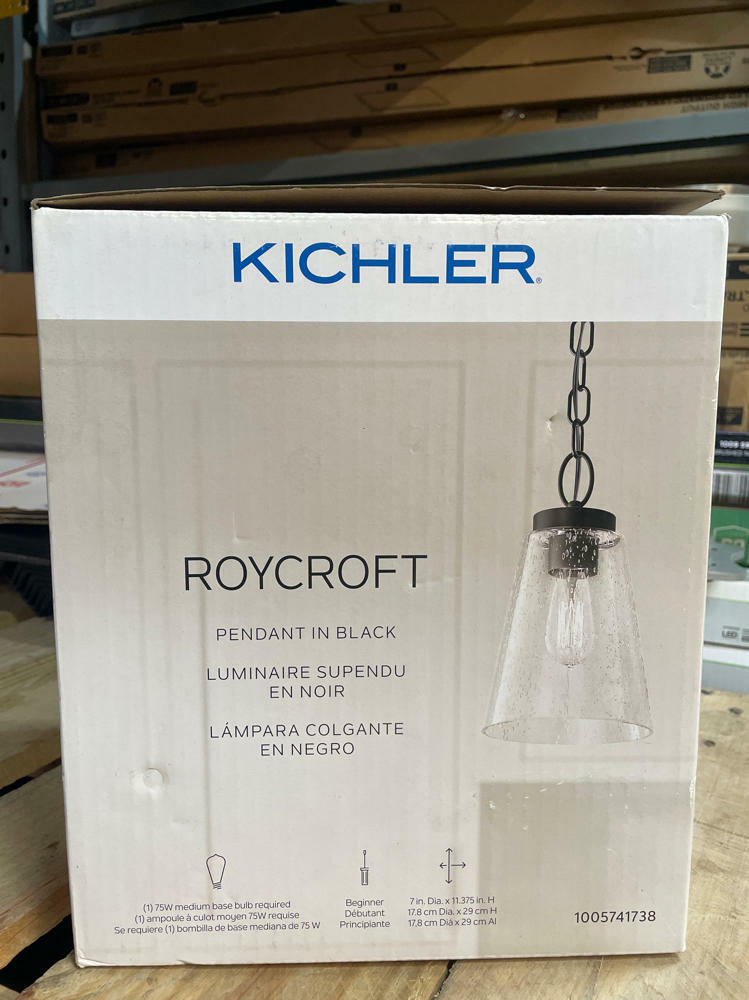 KICHLER®
ROYCROFT
PENDANT IN BLACK
LUMINAIRE SUPENDU
EN NOIR
LÁMPARA COLGANTE
EN NEGRO
(1) 75W medium base bulb required
(1) ampoule à culot moyen 75W requise
Se requiere (1) bombilla de base mediana de 75 W
Beginner
Débutant
Principiante
7 in. Dia. x 11.375 in. H
17.8 cm Dia. x 29 cm H
17,8 cm Diá x 29 cm Al
1005741738
LED